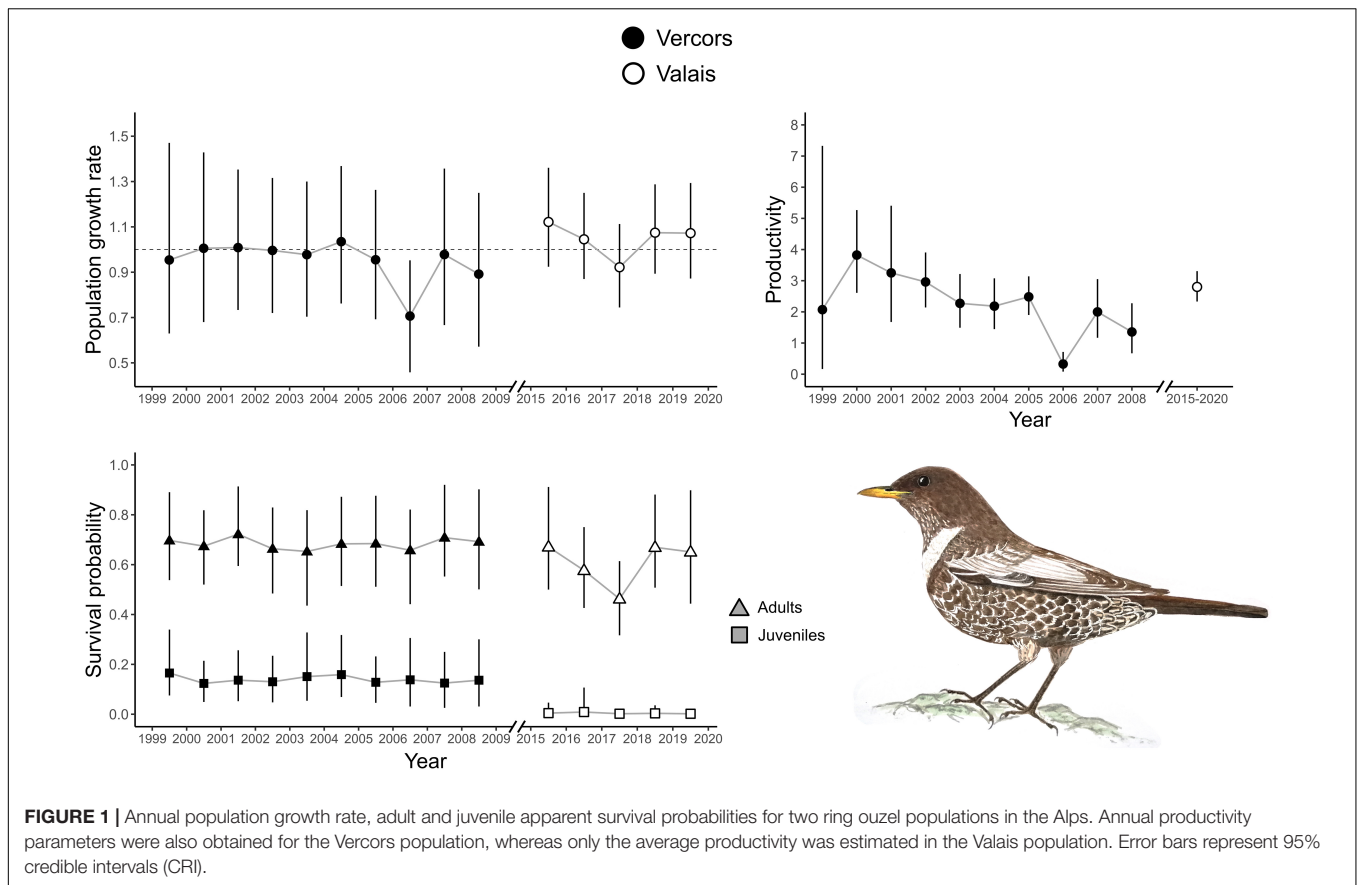 Vercors
Valais
Population growth rate
1.5
1.3
1.1
0.9
0.7
0.5
1999 2000 2001 2002 2003 2004 2005 2006 2007 2008 2009 2015 2016 2017 2018 2019 2020
Productivity
8
7
6
5
4
3
2
1
0
1999 2000 2001 2002 2003 2004 2005 2006 2007 2008 2015-2020
Year
Survival probability
1.0
0.8
0.6
0.4
0.2
0.0
1999 2000 2001 2002 2003 2004 2005 2006 2007 2008 2009 2015 2016 2017 2018 2019 2020
Year
Adults
Juveniles
FIGURE 1 | Annual population growth rate, adult and juvenile apparent survival probabilities for two ring ouzel populations in the Alps. Annual productivity
parameters were also obtained for the Vercors population, whereas only the average productivity was estimated in the Valais population. Error bars represent 95%
credible intervals (CRI).